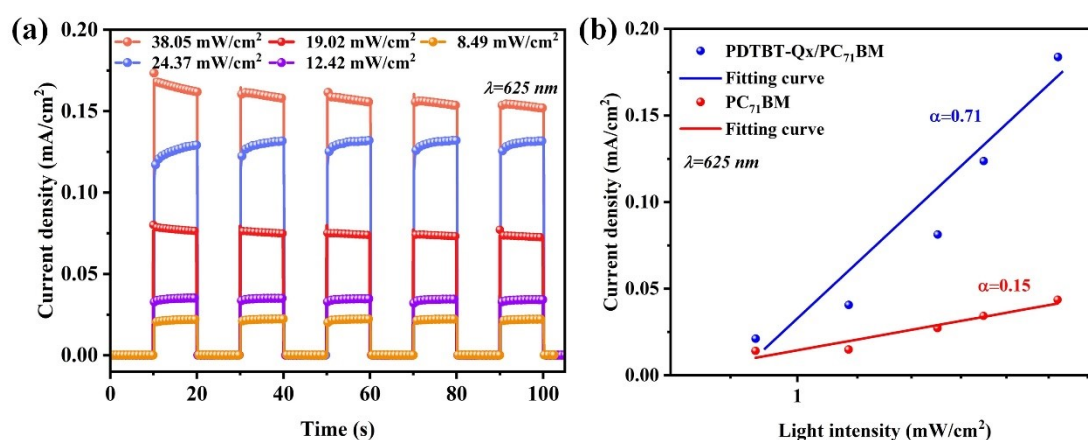 (a)
38.05 mW/cm²
19.02 mW/cm²
8.49 mW/cm²
24.37 mW/cm²
12.42 mW/cm²
λ=625 nm
0.20
0.15
0.10
0.05
0.00
Current density (mA/cm²)
0
20
40
60
80
100
Time (s)
(b)
PDTBT-Qx/PC₇₁BM
Fitting curve
PC₇₁BM
Fitting curve
λ=625 nm
α=0.71
α=0.15
0.20
0.15
0.10
0.05
0.00
Current density (mA/cm²)
1
Light intensity (mW/cm²)